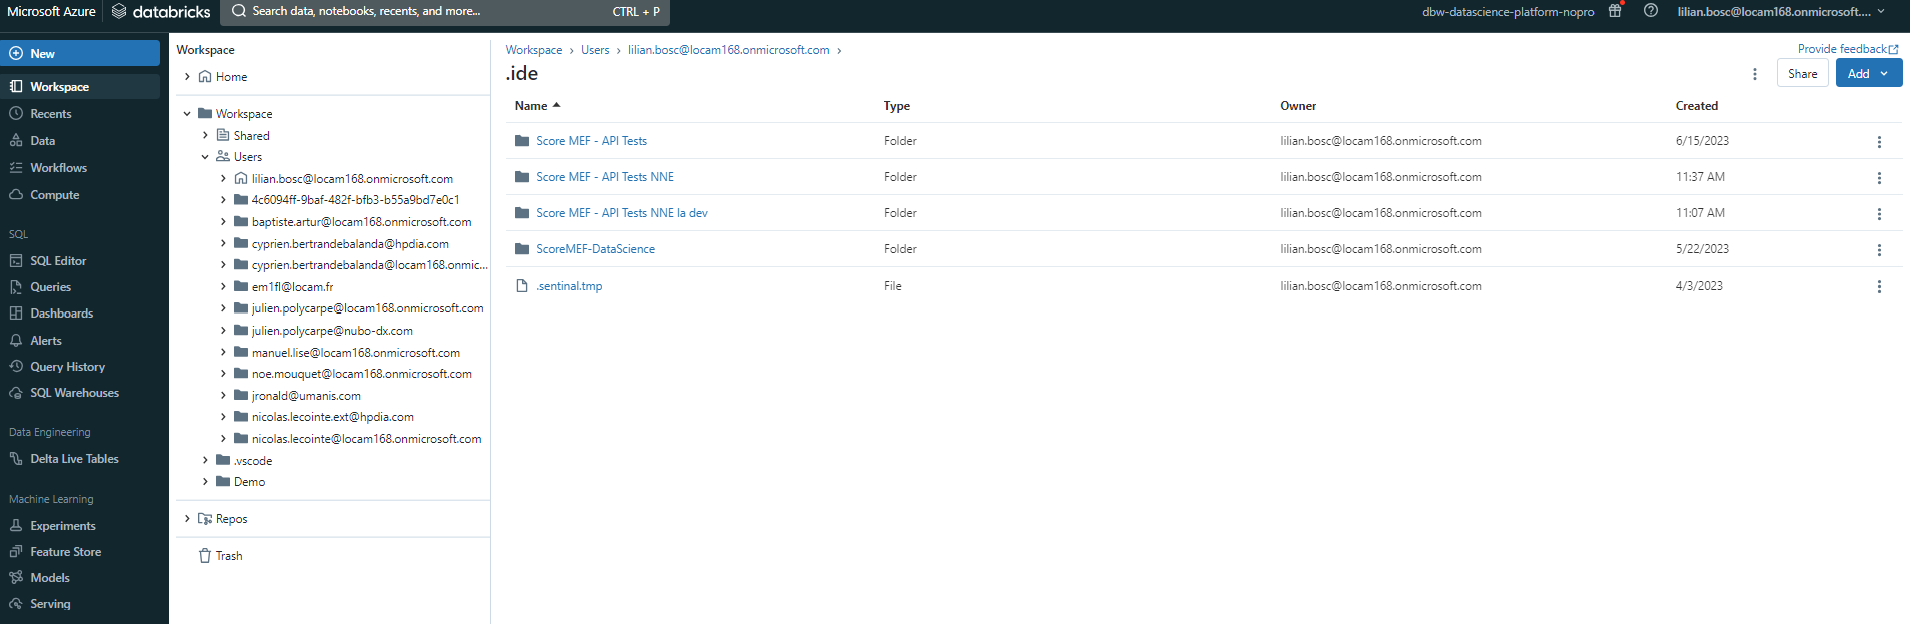 Microsoft Azure databricks Search data, notebooks, recents, and more... CTRL + P dbw-datascience-platform-nopro lilian.bosc@locam168.onmicrosoft....
New
Workspace
Recents
Data
Workflows
Compute
SQL
SQL Editor
Queries
Dashboards
Alerts
Query History
SQL Warehouses
Data Engineering
Delta Live Tables
Machine Learning
Experiments
Feature Store
Models
Serving
Workspace
Home
Workspace
Shared
Users
lilian.bosc@locam168.onmicrosoft.com
4c6094ff-9baf-482f-bfb3-b55a9bd7e0c1
baptiste.artur@locam168.onmicrosoft.com
cyprien.bertrandebalanda@hpdia.com
cyprien.bertrandebalanda@locam168.onmic...
em1fl@locam.fr
julien.polycarpe@locam168.onmicrosoft.com
julien.polycarpe@nubo-dx.com
manuel.lise@locam168.onmicrosoft.com
noe.mouquet@locam168.onmicrosoft.com
jronald@umanis.com
nicolas.lecointe.ext@hpdia.com
nicolas.lecointe@locam168.onmicrosoft.com
.vscode
Demo
Repos
Trash
Workspace > Users > lilian.bosc@locam168.onmicrosoft.com >
Provide feedback
.ide
Share Add
Name Type Owner Created
Score MEF - API Tests Folder lilian.bosc@locam168.onmicrosoft.com 6/15/2023
Score MEF - API Tests NNE Folder lilian.bosc@locam168.onmicrosoft.com 11:37 AM
Score MEF - API Tests NNE la dev Folder lilian.bosc@locam168.onmicrosoft.com 11:07 AM
ScoreMEF-DataScience Folder lilian.bosc@locam168.onmicrosoft.com 5/22/2023
.sentinal.tmp File lilian.bosc@locam168.onmicrosoft.com 4/3/2023